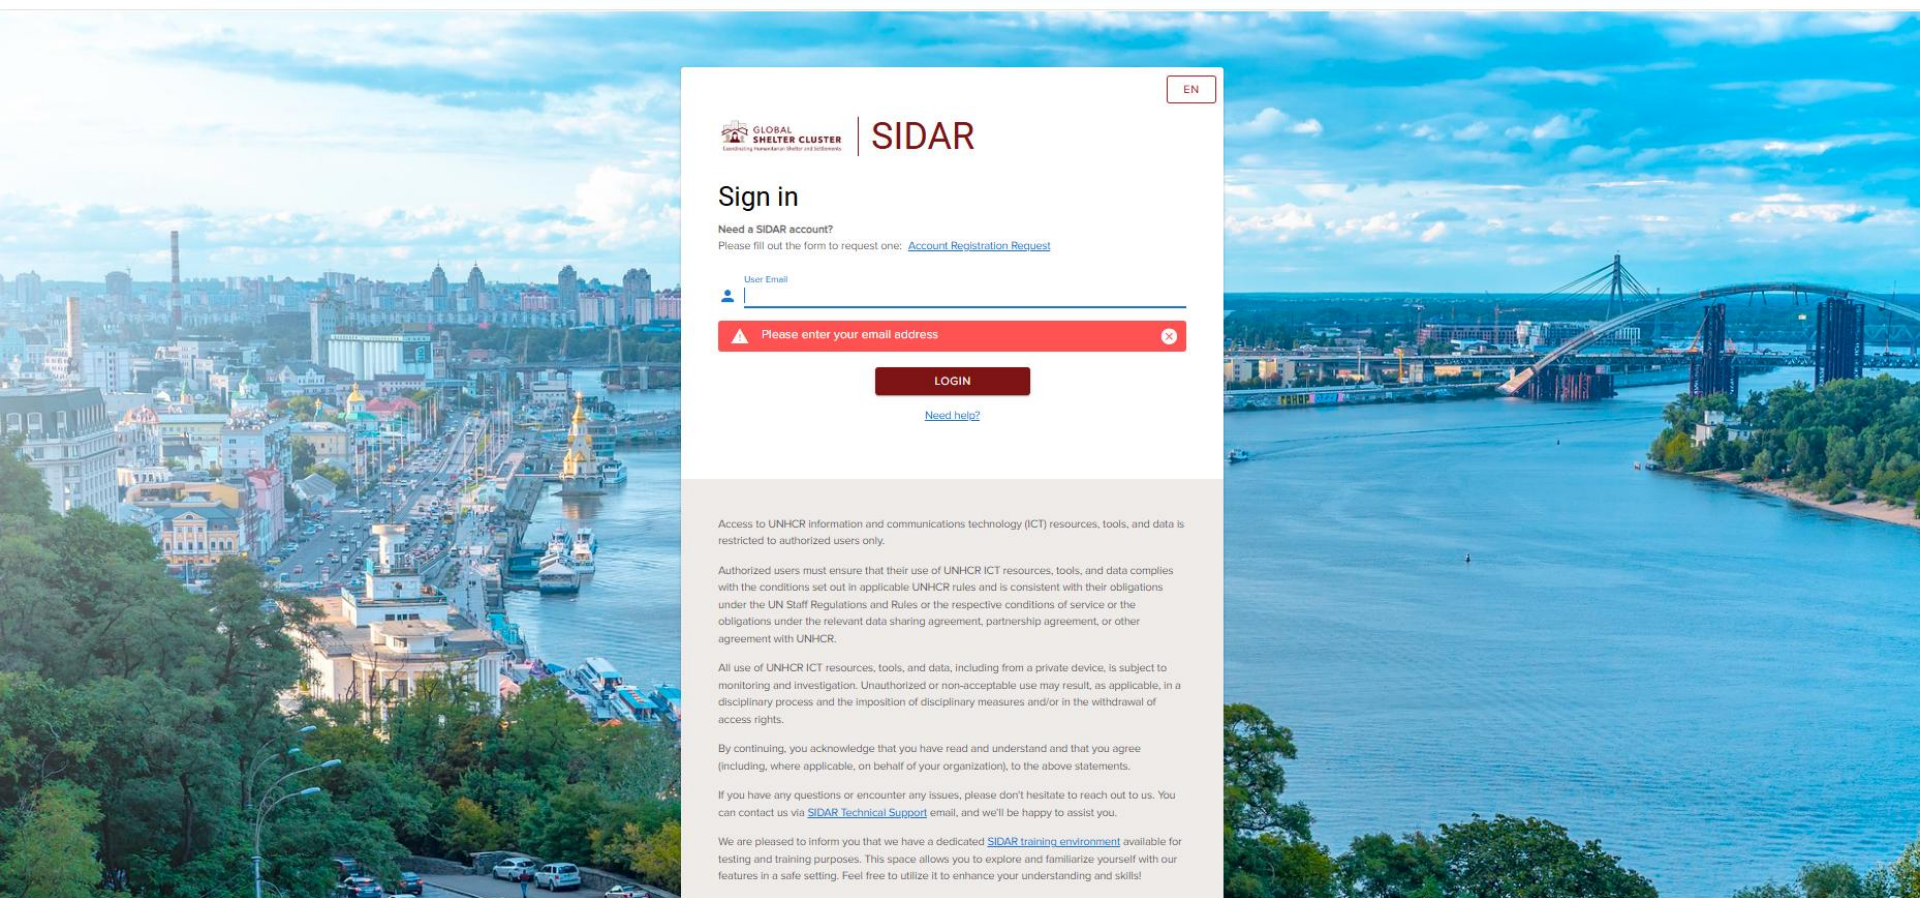 EN
GLOBAL
SHELTER CLUSTER
Coordinating Humanitarian Shelter and Settlements
SIDAR
Sign in
Need a SIDAR account?
Please fill out the form to request one: Account Registration Request
User Email
Please enter your email address
LOGIN
Need help?
Access to UNHCR information and communications technology (ICT) resources, tools, and data is
restricted to authorized users only.
Authorized users must ensure that their use of UNHCR ICT resources, tools, and data complies
with the conditions set out in applicable UNHCR rules and is consistent with their obligations
under the UN Staff Regulations and Rules or the respective conditions of service or the
obligations under the relevant data sharing agreement, partnership agreement, or other
agreement with UNHCR.
All use of UNHCR ICT resources, tools, and data, including from a private device, is subject to
monitoring and investigation. Unauthorized or non-acceptable use may result, as applicable, in a
disciplinary process and the imposition of disciplinary measures and/or in the withdrawal of
access rights.
By continuing, you acknowledge that you have read and understand and that you agree
(including, where applicable, on behalf of your organization), to the above statements.
If you have any questions or encounter any issues, please don't hesitate to reach out to us. You
can contact us via SIDAR Technical Support email, and we'll be happy to assist you.
We are pleased to inform you that we have a dedicated SIDAR training environment available for
testing and training purposes. This space allows you to explore and familiarize yourself with our
features in a safe setting. Feel free to utilize it to enhance your understanding and skills!